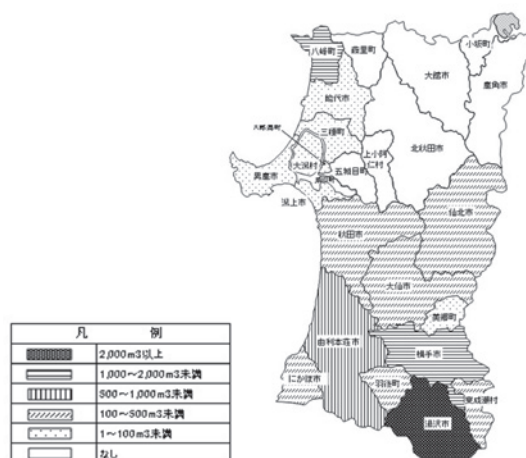 八峰町
藤里町
小坂町
大館市
鹿角市
能代市
三種町
北秋田市
上小阿
仁村
大潟村
五城目町
男鹿市
潟上市
仙北市
秋田市
大仙市
美郷町
由利本荘市
横手市
にかほ市
羽後町
東成瀬村
湯沢市
凡 例
2,000m3以上
1,000～2,000m3未満
500～1,000m3未満
100～500m3未満
1～100m3未満
なし